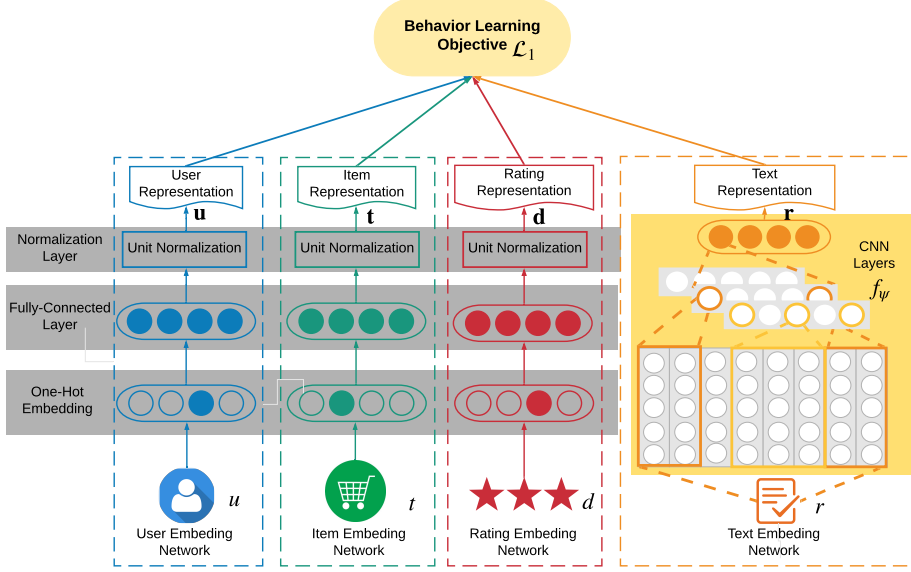 Behavior Learning
Objective ℒ₁
User
Representation
Item
Representation
Rating
Representation
Text
Representation
u
t
d
r
Normalization
Layer
Unit Normalization
Unit Normalization
Unit Normalization
CNN
Layers
f_ψ
Fully-Connected
Layer
One-Hot
Embedding
u
t
d
r
User Embeding
Network
Item Embeding
Network
Rating Embeding
Network
Text Embeding
Network